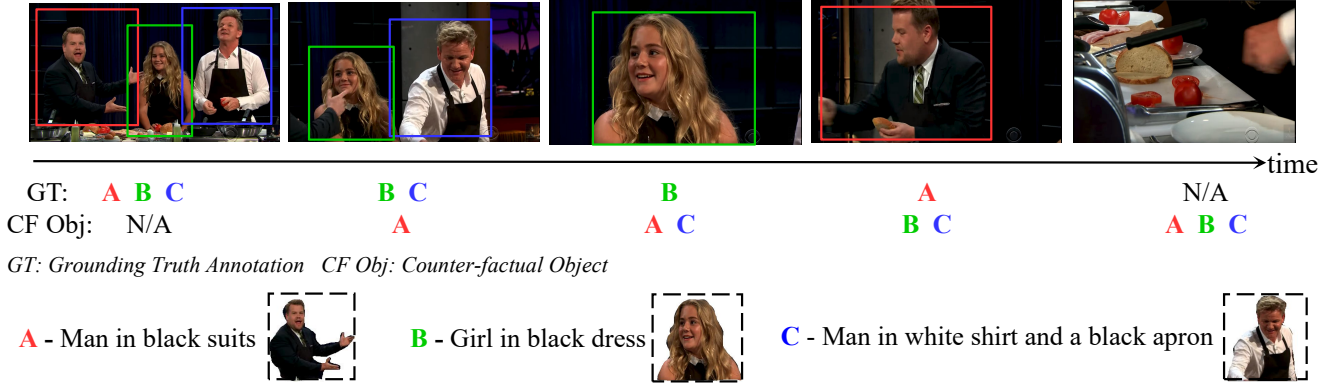 time
GT: A B C B C B A N/A
CF Obj: N/A A A C B C A B C
GT: Grounding Truth Annotation CF Obj: Counter-factual Object
A - Man in black suits B - Girl in black dress C - Man in white shirt and a black apron